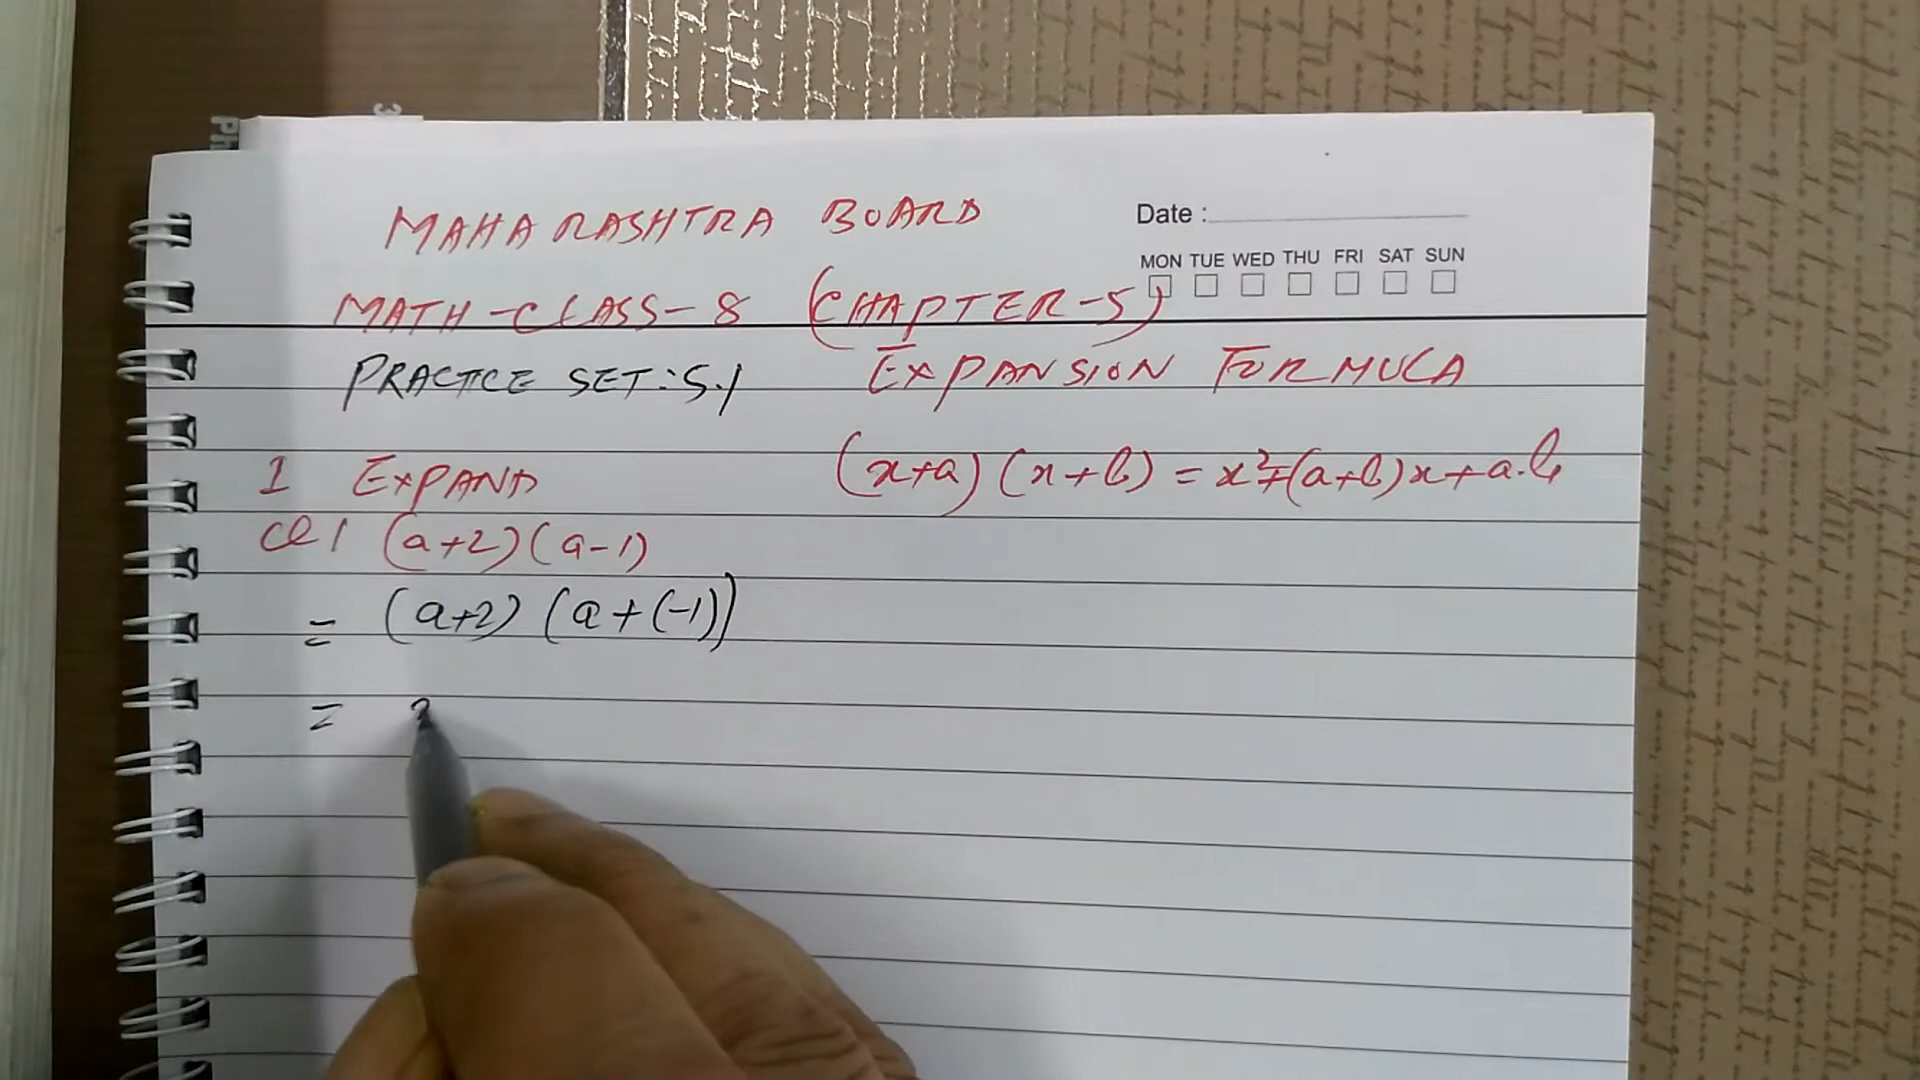 MAHARASHTRA BOARD
Date :
MON TUE WED THU FRI SAT SUN
MATH-CLASS-8 (CHAPTER-5)
PRACTICE SET:5.1 EXPANSION FORMULA
(x+a)(x+b) = x²+(a+b)x+a.b
1 EXPAND
Q1 (a+2)(a-1)
= (a+2)(a+(-1))
=